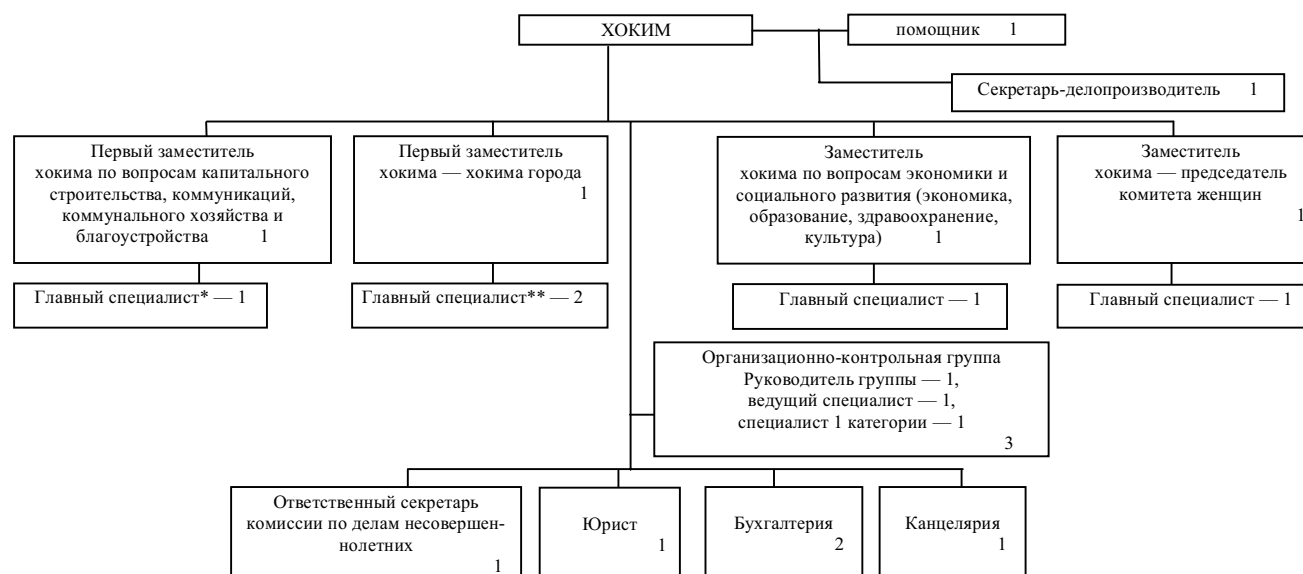 ХОКИМ
помощник 1
Секретарь-делопроизводитель 1
Первый заместитель
хокима по вопросам капитального
строительства, коммуникаций,
коммунального хозяйства и
благоустройства 1
Первый заместитель
хокима — хокима города
1
Заместитель
хокима по вопросам экономики и
социального развития (экономика,
образование, здравоохранение,
культура) 1
Заместитель
хокима — председатель
комитета женщин
1
Главный специалист* — 1
Главный специалист** — 2
Главный специалист — 1
Главный специалист — 1
Организационно-контрольная группа
Руководитель группы — 1,
ведущий специалист — 1,
специалист 1 категории — 1
3
Ответственный секретарь
комиссии по делам несовершен-
нолетних
1
Юрист
1
Бухгалтерия
2
Канцелярия
1